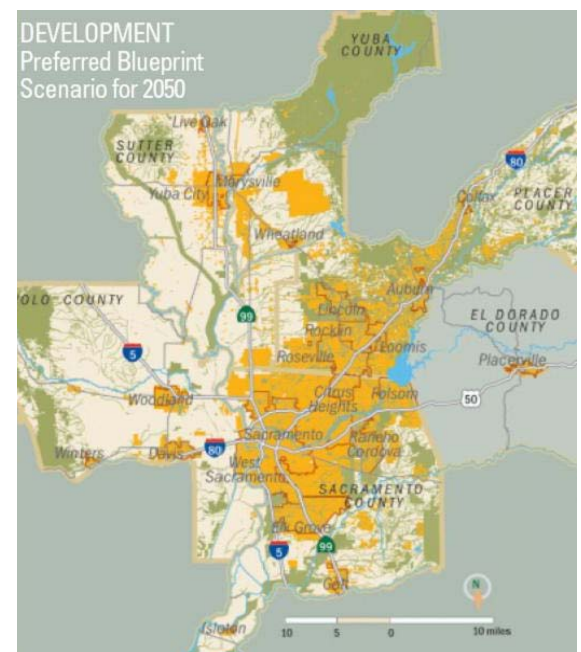 DEVELOPMENT
Preferred Blueprint
Scenario for 2050
YUBA
COUNTY
Live Oak
SUTTER
COUNTY
80
Marysville
Yuba City
Colfax
PLACER
COUNTY
Wheatland
YOLO COUNTY
Auburn
99
Lincoln
EL DORADO
COUNTY
Rocklin
Loomis
5
Roseville
Placerville
Woodland
Citrus
Heights
Folsom
50
Winters
Davis
80
Sacramento
Rancho
Cordova
West
Sacramento
SACRAMENTO
COUNTY
Elk Grove
5
99
Galt
N
Isleton
10 5 0 10 miles